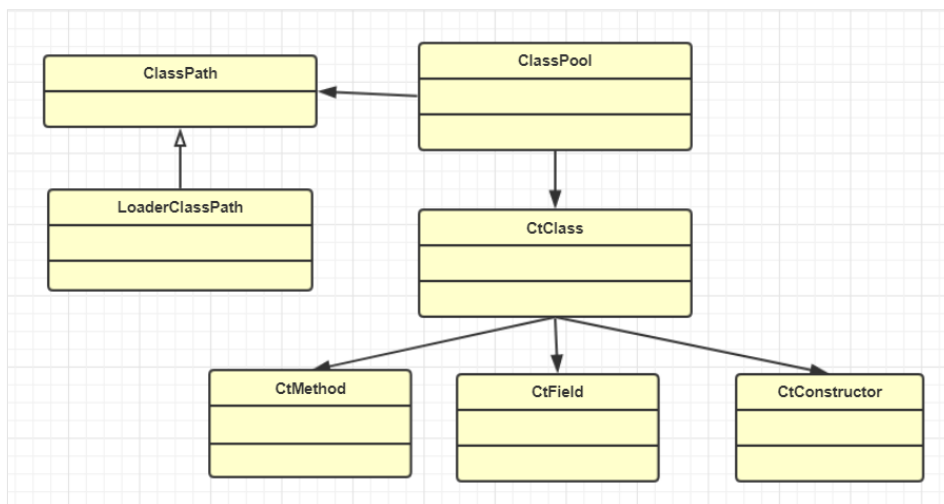 ClassPath
ClassPool
LoaderClassPath
CtClass
CtMethod
CtField
CtConstructor